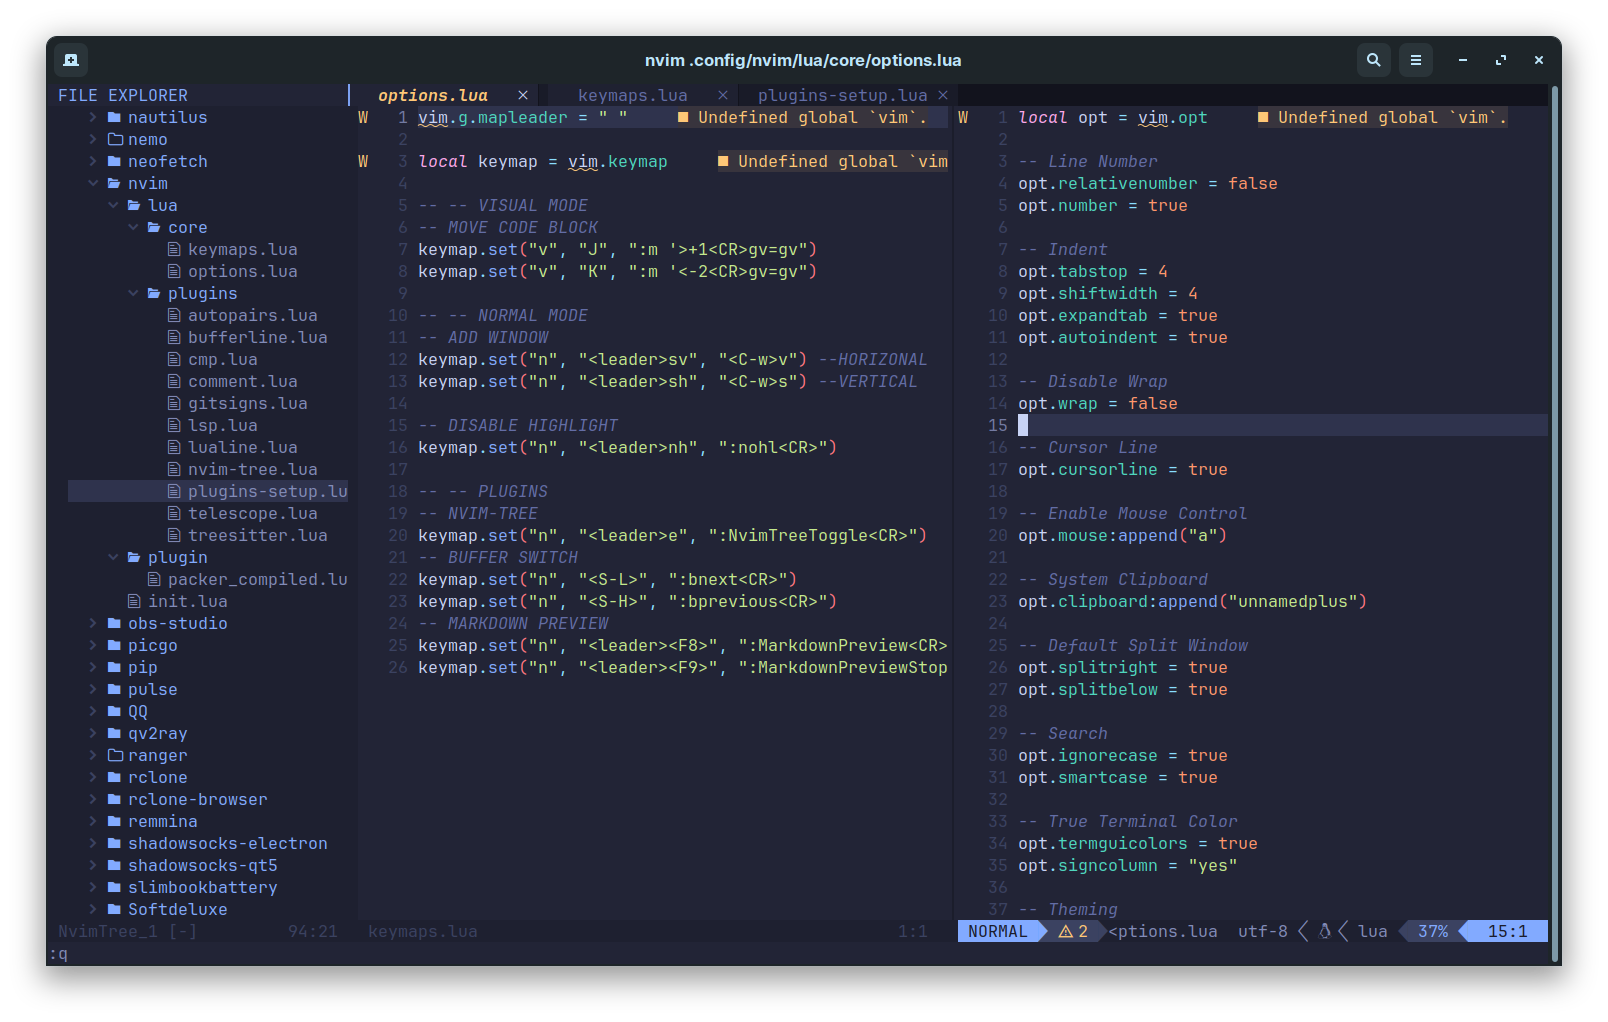 nvim .config/nvim/lua/core/options.lua
FILE EXPLORER
nautilus
nemo
neofetch
nvim
lua
core
keymaps.lua
options.lua
plugins
autopairs.lua
bufferline.lua
cmp.lua
comment.lua
gitsigns.lua
lsp.lua
lualine.lua
nvim-tree.lua
plugins-setup.lu
telescope.lua
treesitter.lua
plugin
packer_compiled.lu
init.lua
obs-studio
picgo
pip
pulse
QQ
qv2ray
ranger
rclone
rclone-browser
remmina
shadowsocks-electron
shadowsocks-qt5
slimbookbattery
Softdeluxe
NvimTree_1 [-] 94:21
options.lua × keymaps.lua × plugins-setup.lua ×
W 1 vim.g.mapleader = " " ■ Undefined global `vim`.
2
W 3 local keymap = vim.keymap ■ Undefined global `vim
4
5 -- -- VISUAL MODE
6 -- MOVE CODE BLOCK
7 keymap.set("v", "J", ":m '>+1<CR>gv=gv")
8 keymap.set("v", "K", ":m '<-2<CR>gv=gv")
9
10 -- -- NORMAL MODE
11 -- ADD WINDOW
12 keymap.set("n", "<leader>sv", "<C-w>v") --HORIZONAL
13 keymap.set("n", "<leader>sh", "<C-w>s") --VERTICAL
14
15 -- DISABLE HIGHLIGHT
16 keymap.set("n", "<leader>nh", ":nohl<CR>")
17
18 -- -- PLUGINS
19 -- NVIM-TREE
20 keymap.set("n", "<leader>e", ":NvimTreeToggle<CR>")
21 -- BUFFER SWITCH
22 keymap.set("n", "<S-L>", ":bnext<CR>")
23 keymap.set("n", "<S-H>", ":bprevious<CR>")
24 -- MARKDOWN PREVIEW
25 keymap.set("n", "<leader><F8>", ":MarkdownPreview<CR>
26 keymap.set("n", "<leader><F9>", ":MarkdownPreviewStop
keymaps.lua 1:1
W 1 local opt = vim.opt ■ Undefined global `vim`.
2
3 -- Line Number
4 opt.relativenumber = false
5 opt.number = true
6
7 -- Indent
8 opt.tabstop = 4
9 opt.shiftwidth = 4
10 opt.expandtab = true
11 opt.autoindent = true
12
13 -- Disable Wrap
14 opt.wrap = false
15
16 -- Cursor Line
17 opt.cursorline = true
18
19 -- Enable Mouse Control
20 opt.mouse:append("a")
21
22 -- System Clipboard
23 opt.clipboard:append("unnamedplus")
24
25 -- Default Split Window
26 opt.splitright = true
27 opt.splitbelow = true
28
29 -- Search
30 opt.ignorecase = true
31 opt.smartcase = true
32
33 -- True Terminal Color
34 opt.termguicolors = true
35 opt.signcolumn = "yes"
36
37 -- Theming
NORMAL ⚠ 2 <ptions.lua utf-8 lua 37% 15:1
:q